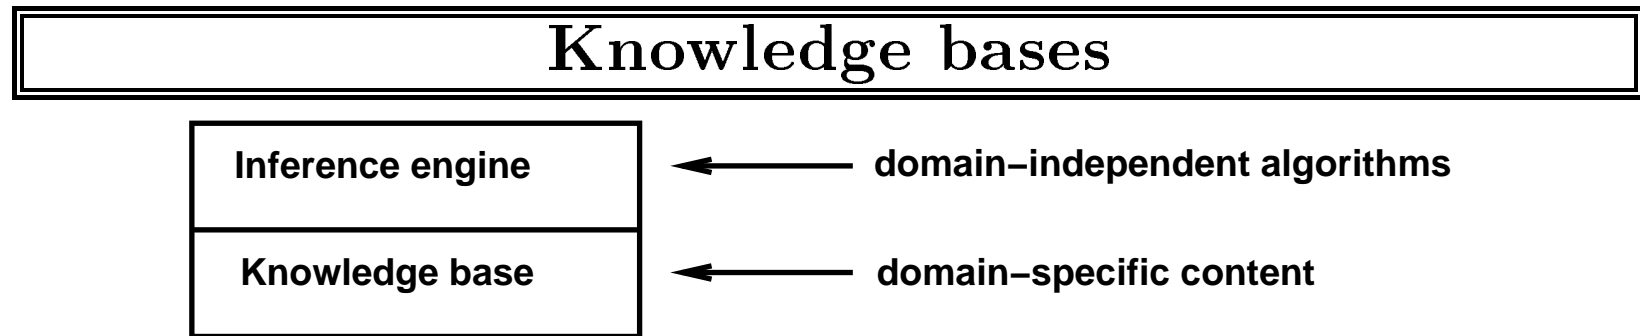 Knowledge bases
Inference engine domain–independent algorithms
Knowledge base domain–specific content